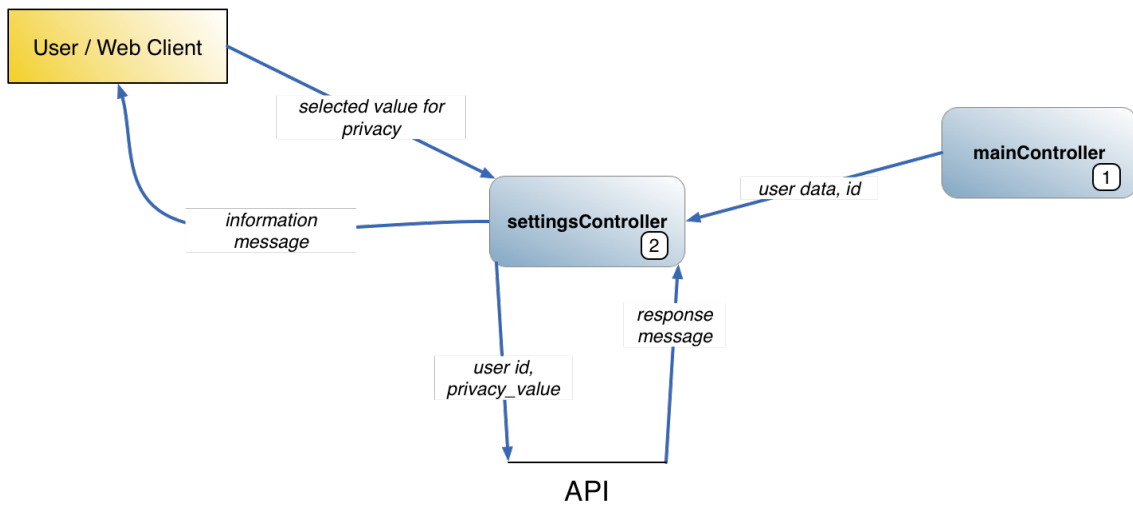 User / Web Client
selected value for
privacy
mainController
1
user data, id
settingsController
2
information
message
response
message
user id,
privacy_value
API